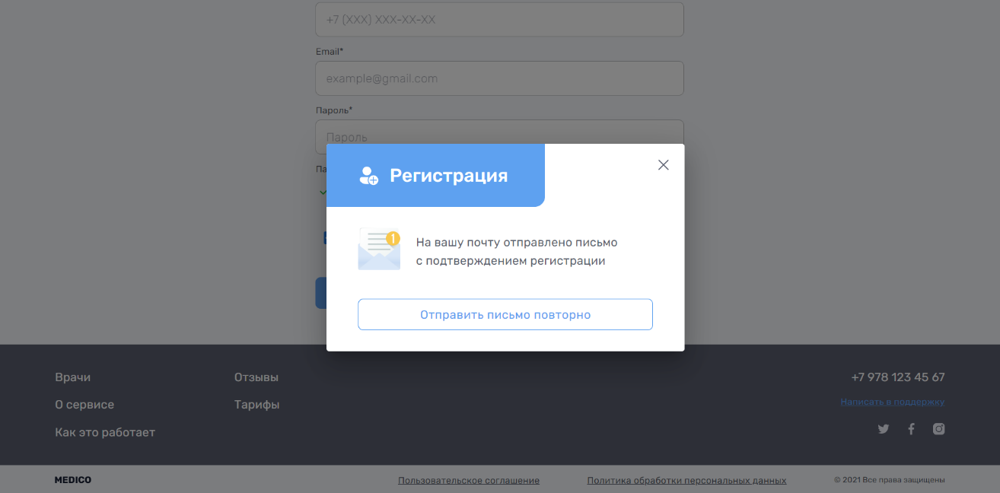 +7 (XXX) XXX-XX-XX
Email*
example@gmail.com
Пароль*
Пароль
Регистрация
1
На вашу почту отправлено письмо
с подтверждением регистрации
Отправить письмо повторно
Врачи
Отзывы
+7 978 123 45 67
О сервисе
Тарифы
Написать в поддержку
Как это работает
MEDICO
Пользовательское соглашение
Политика обработки персональных данных
© 2021 Все права защищены